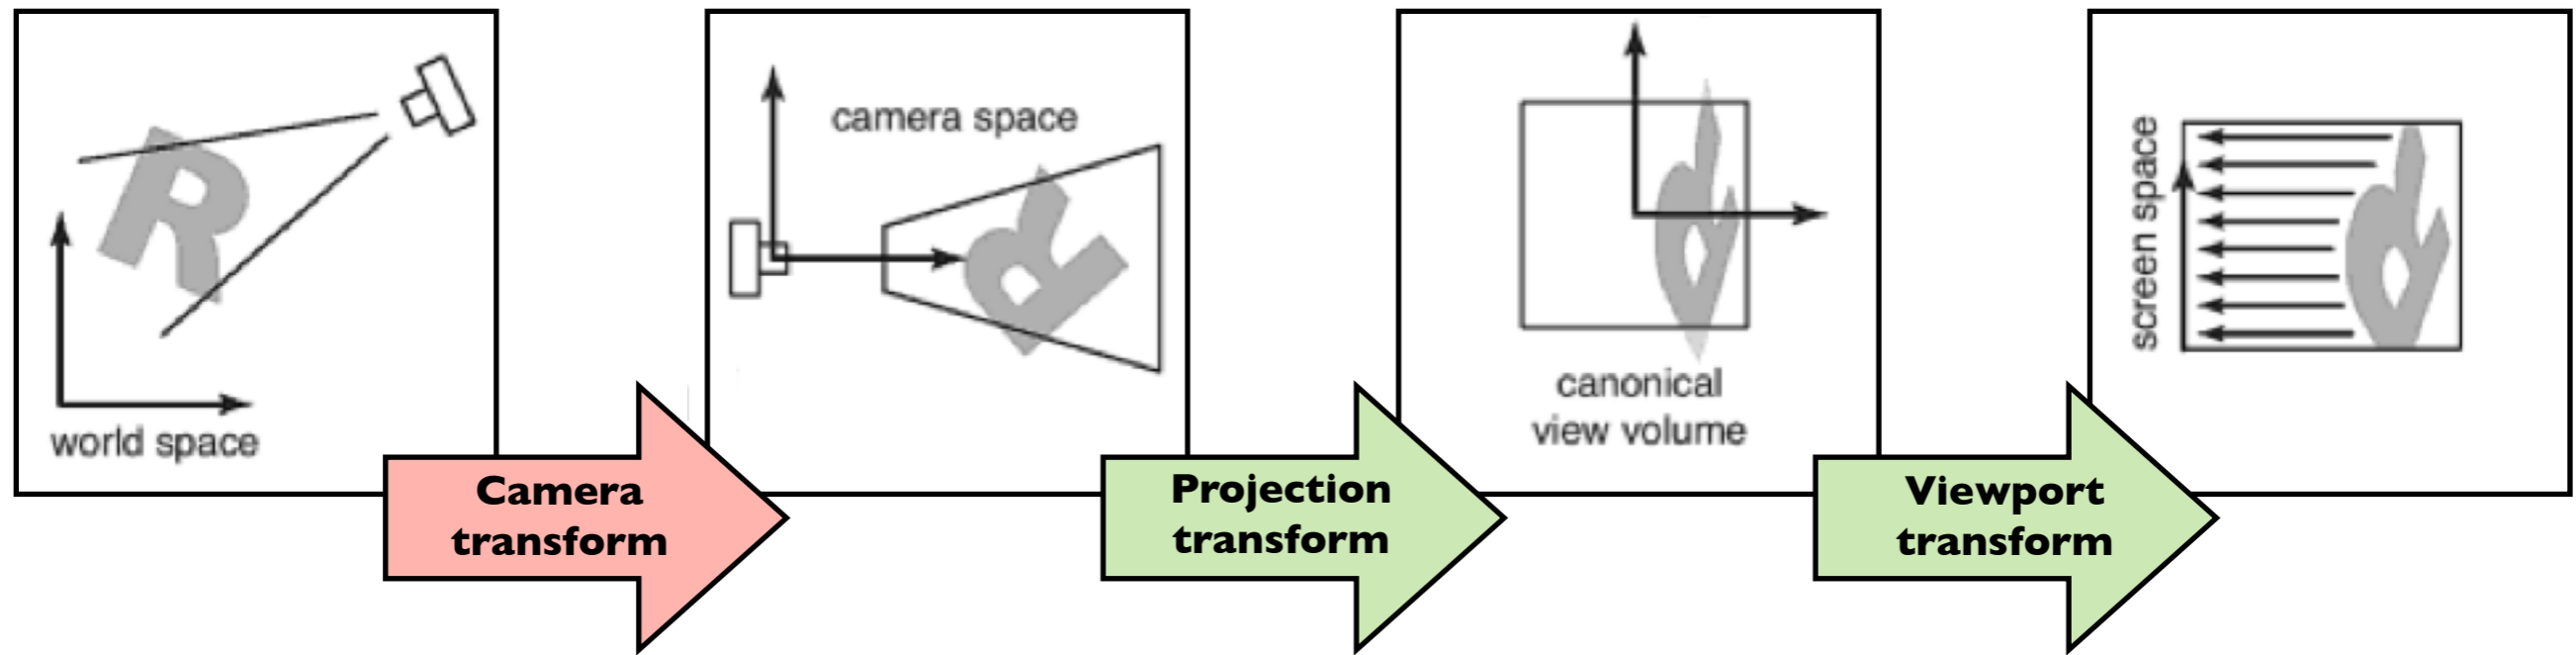 world space
Camera
transform
camera space
Projection
transform
canonical
view volume
Viewport
transform
screen space